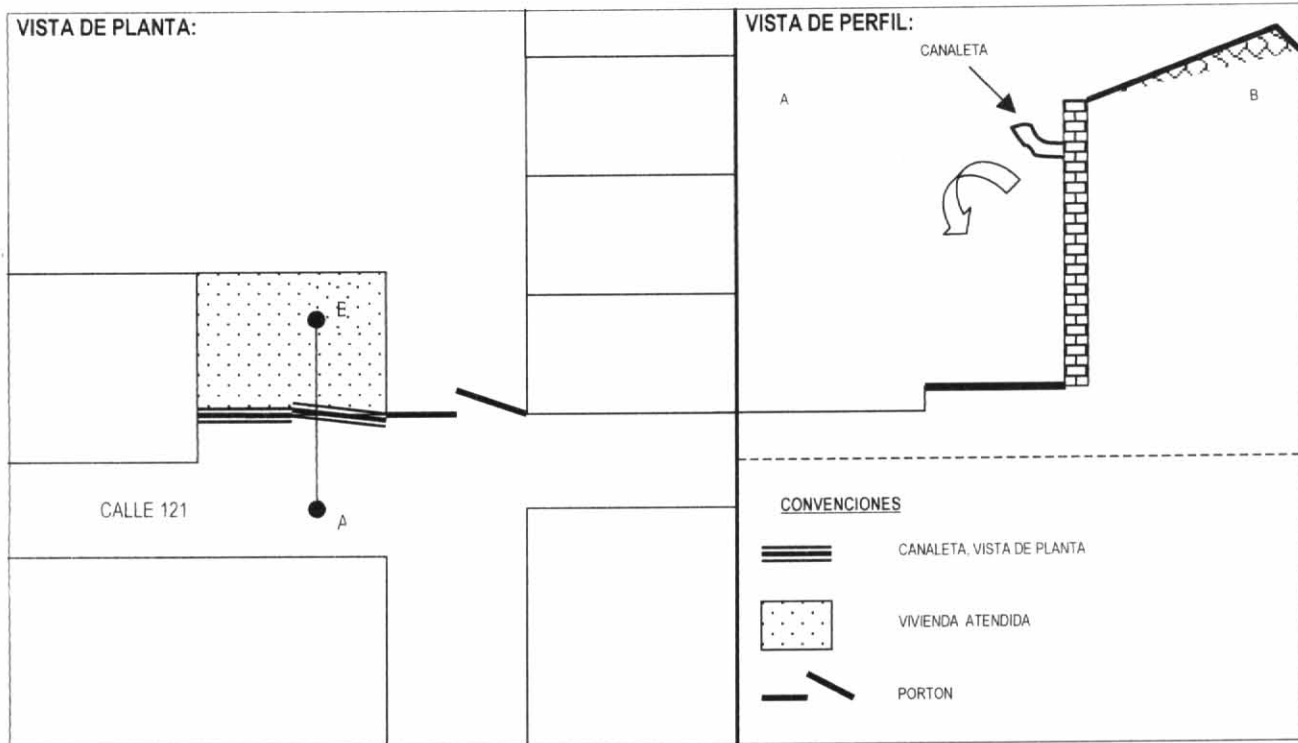 VISTA DE PLANTA:
E
CALLE 121
A
VISTA DE PERFIL:
CANALETA
A
B
CONVENCIONES
CANALETA, VISTA DE PLANTA
VIVIENDA ATENDIDA
PORTON